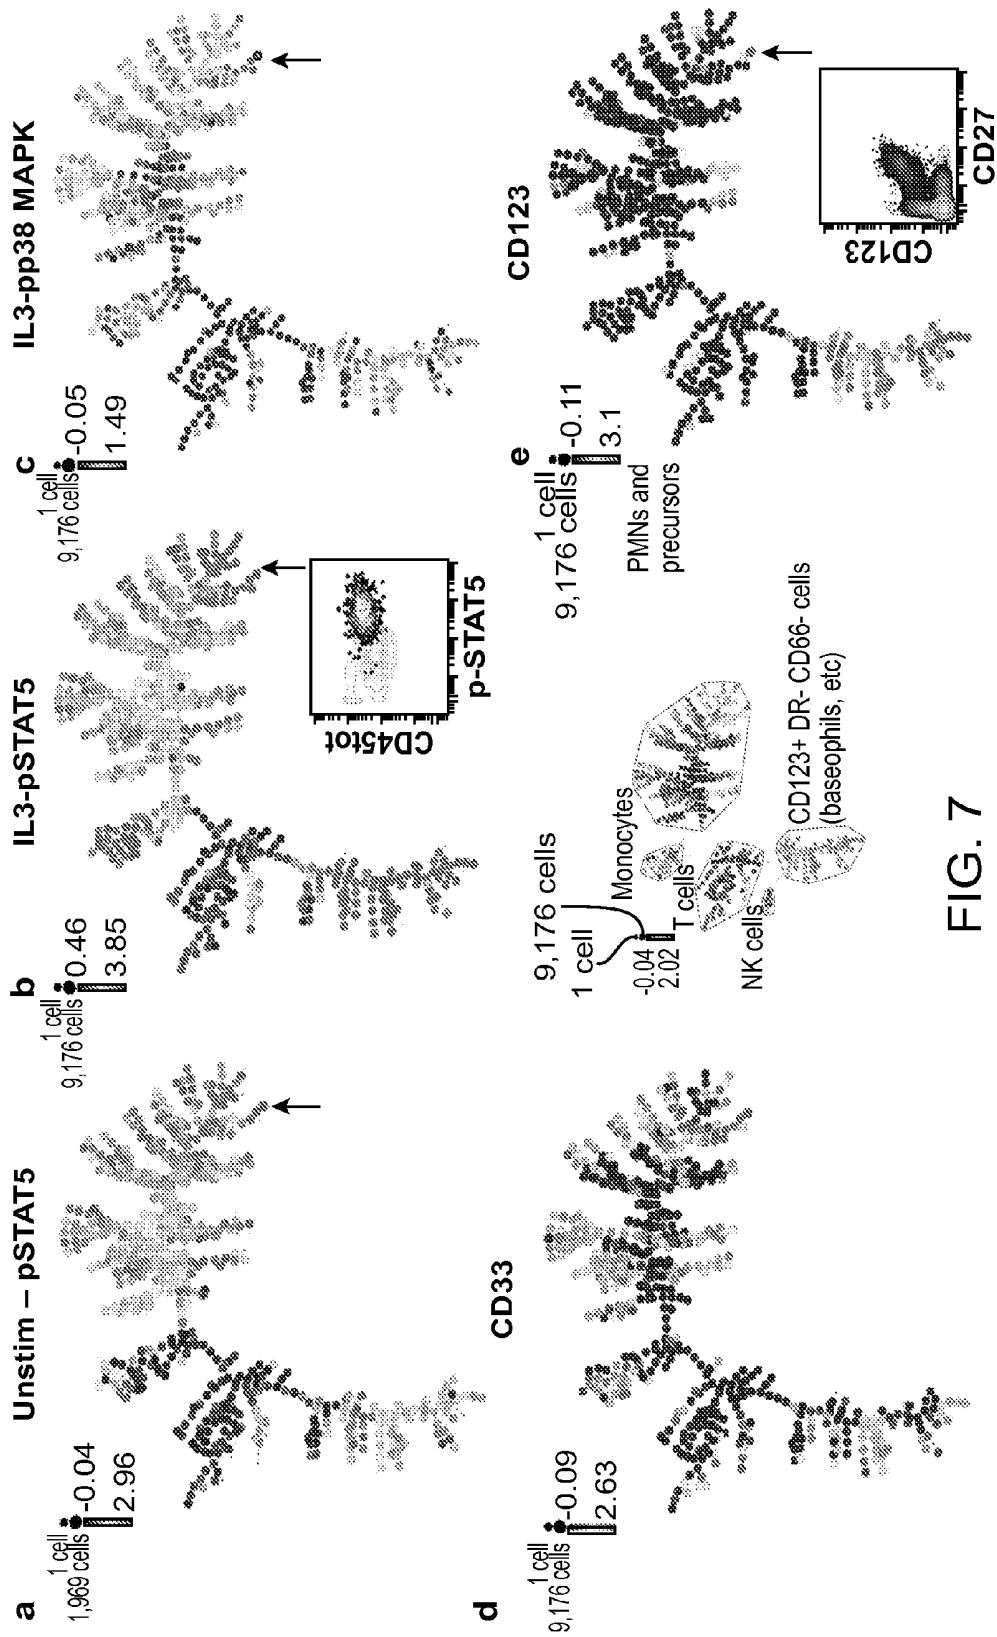 a
Unstim – pSTAT5
1 cell
1,969 cells
-0.04
2.96
b
IL3-pSTAT5
1 cell
9,176 cells
0.46
3.85
CD45tot
p-STAT5
c
IL3-pp38 MAPK
1 cell
9,176 cells
-0.05
1.49
d
CD33
1 cell
9,176 cells
-0.09
2.63
9,176 cells
1 cell
-0.04
2.02
Monocytes
T cells
NK cells
CD123+ DR- CD66- cells
(baseophils, etc)
PMNs and
precursors
e
CD123
1 cell
9,176 cells
-0.11
3.1
CD123
CD27
FIG. 7